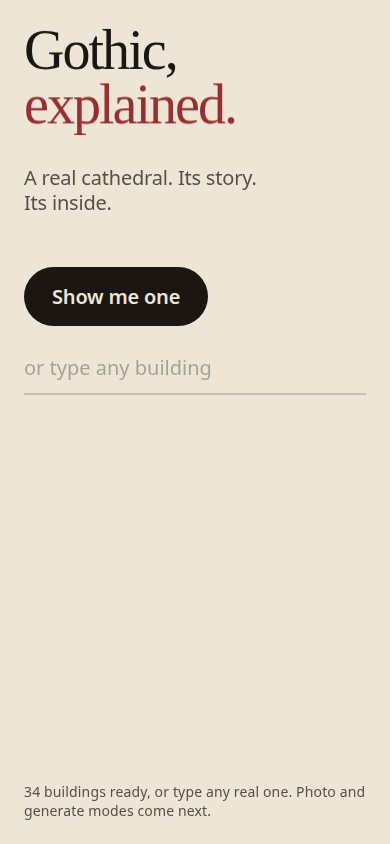 Gothic,
explained.
A real cathedral. Its story.
Its inside.
Show me one
or type any building
34 buildings ready, or type any real one. Photo and
generate modes come next.